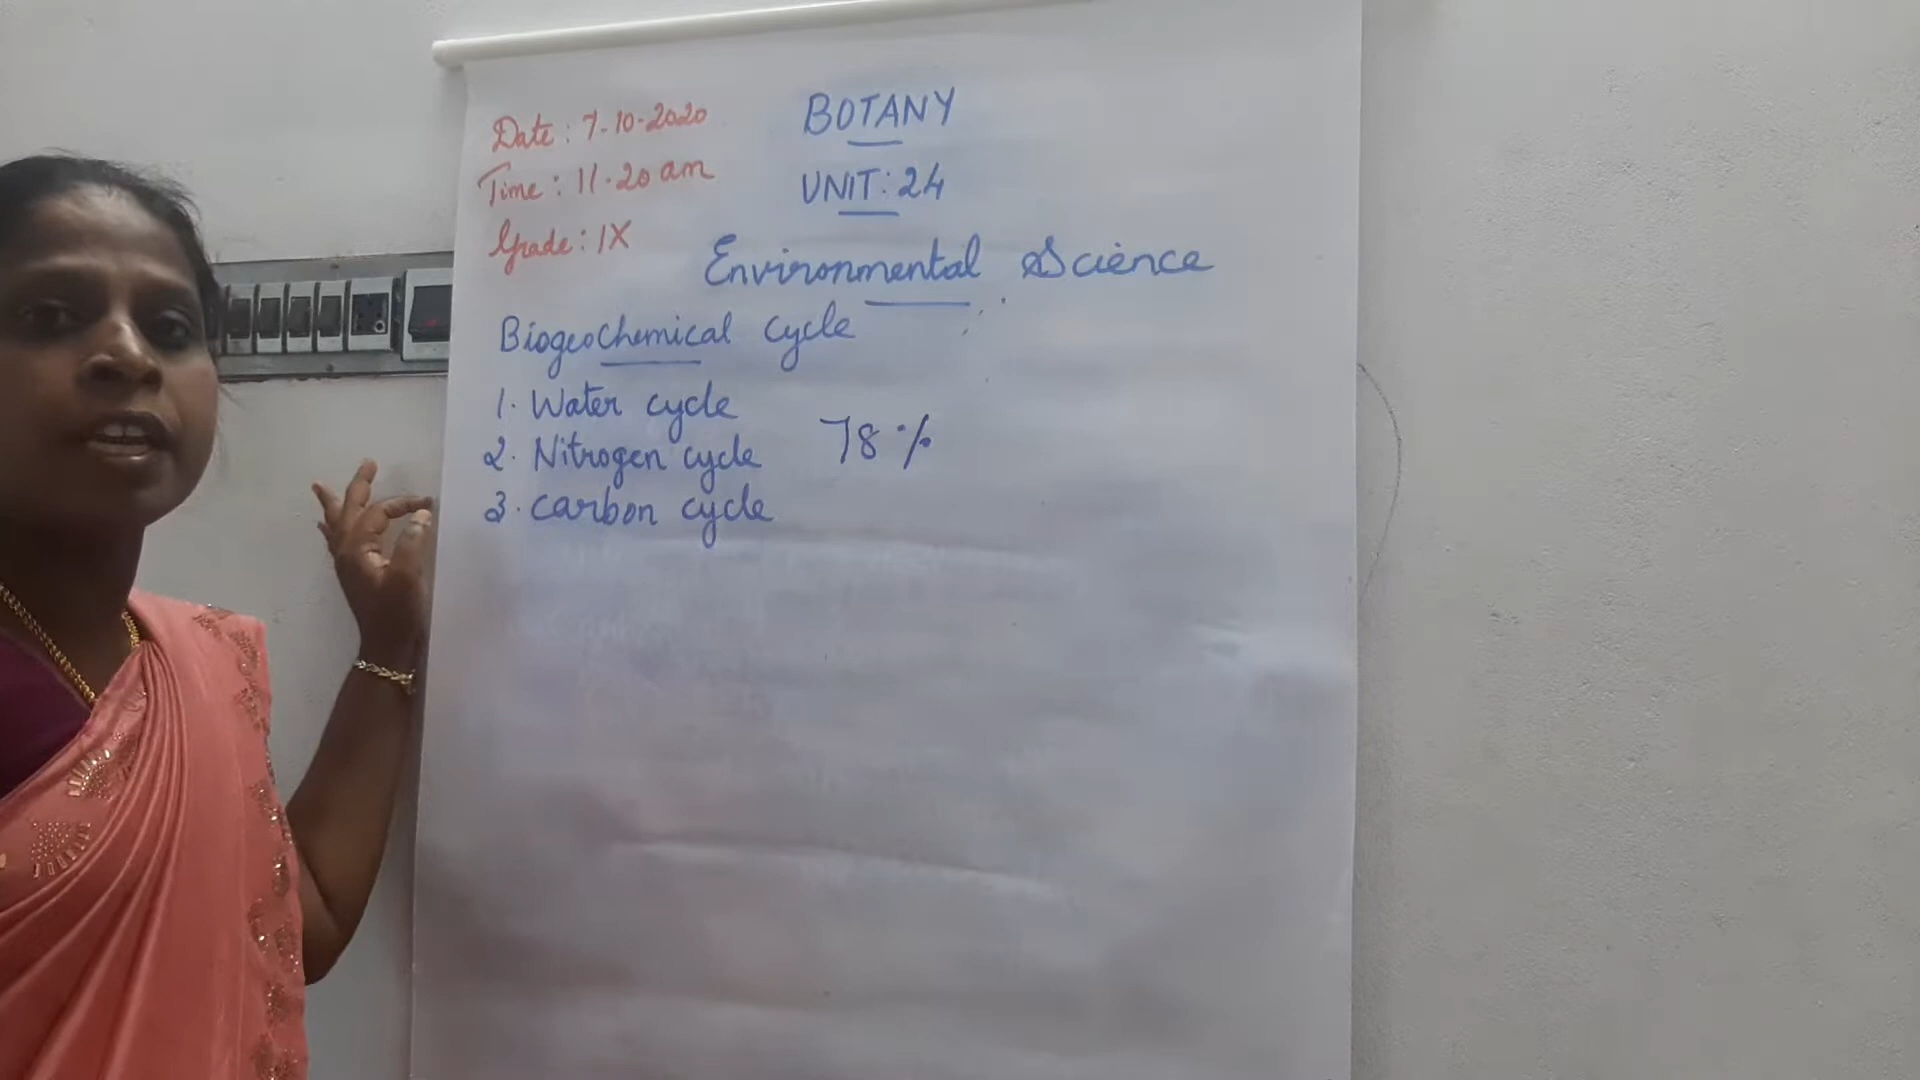 Date: 7-10-2020
Time: 11.20 am
Grade: IX
BOTANY
UNIT: 24
Environmental Science
Biogeochemical cycle
1. Water cycle
2. Nitrogen cycle 78%
3. Carbon cycle